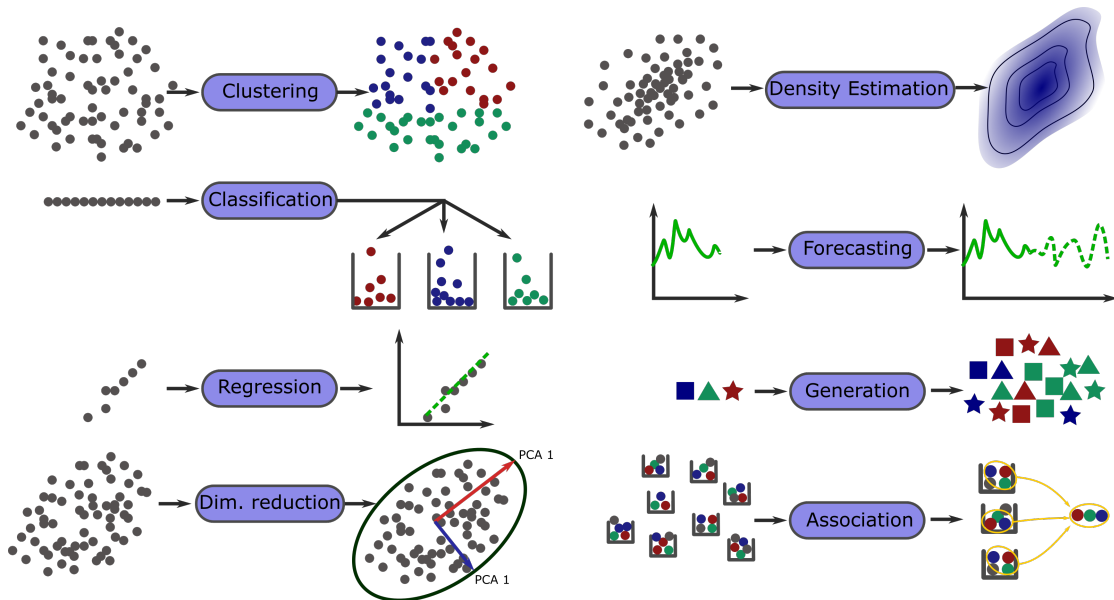 Clustering
Density Estimation
Classification
Forecasting
Regression
Generation
PCA 1
Dim. reduction
Association
PCA 1